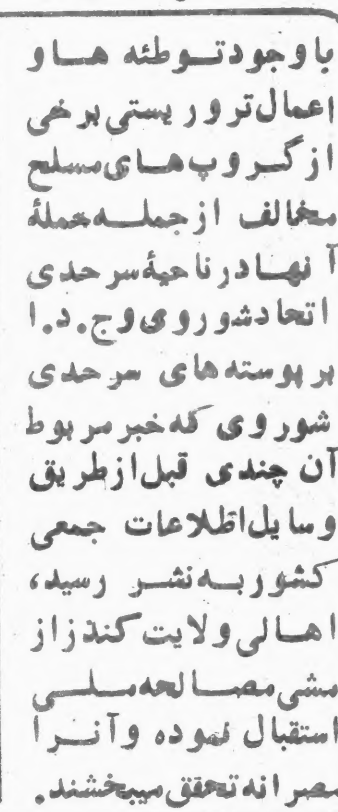 با وجود توطئه ها و
اعمال تروریستی برخی
از گروپ های مسلح
مخالف از جمله حملهٔ
آنها در ناحیهٔ سرحدی
اتحاد شوروی و ج.د.ا
بر پوسته های سرحدی
شوروی که خبر مربوط
آن چندی قبل از طریق
وسایل اطلاعات جمعی
کشور به نشر رسید،
اهالی ولایت کندز از
مشی مصالحه ملی
استقبال نموده و آنرا
مصرانه تحقق میبخشند.